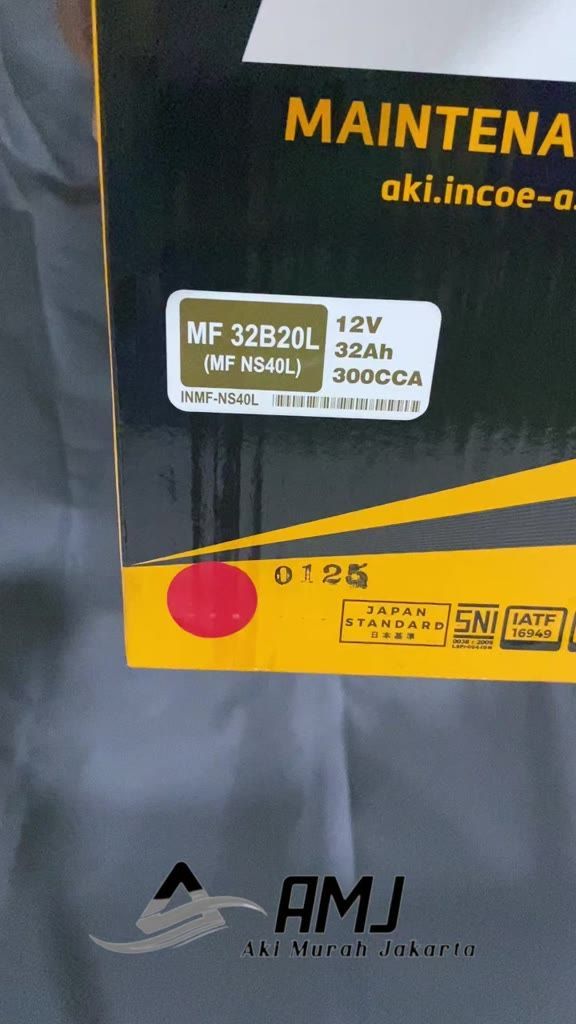 MAINTENA
aki.incoe-a
MF 32B20L
(MF NS40L)
12V
32Ah
300CCA
INMF-NS40L
0125
JAPAN
STANDARD
日本基準
SNI
IATF
16949
AMJ
Aki Murah Jakarta